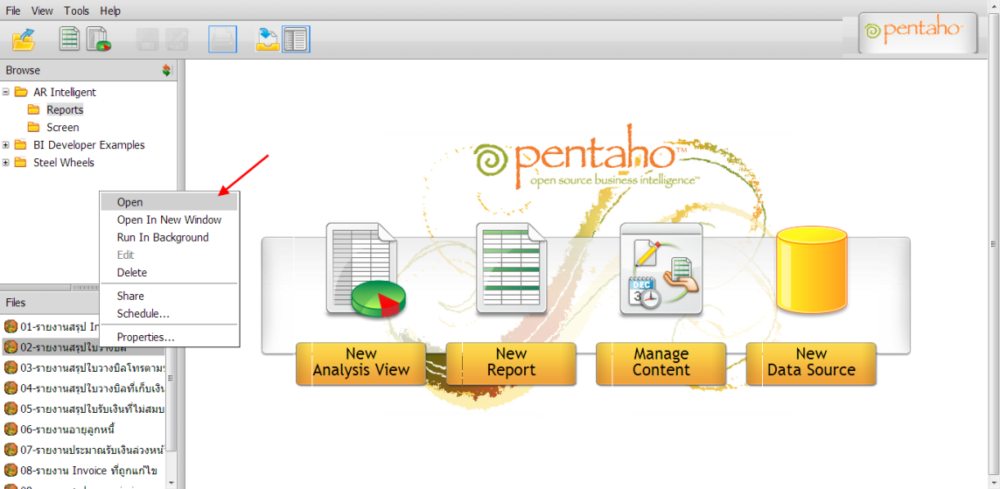 File View Tools Help
pentaho
Browse
AR Intelligent
Reports
Screen
BI Developer Examples
Steel Wheels
pentaho™
open source business intelligence™
Open
Open In New Window
Run In Background
Edit
Delete
Share
Schedule...
Properties...
Files
01-รายงานสรุป In
02-รายงานสรุปใบวางบิล
03-รายงานสรุปใบวางบิลโทรตาม
04-รายงานสรุปใบวางบิลที่เก็บเงิน
05-รายงานสรุปใบรับเงินที่ไม่สมบ
06-รายงานอายุลูกหนี้
07-รายงานประมาณรับเงินล่วงหน้
08-รายงาน Invoice ที่ถูกแก้ไข
DEC
3
New
Analysis View
New
Report
Manage
Content
New
Data Source